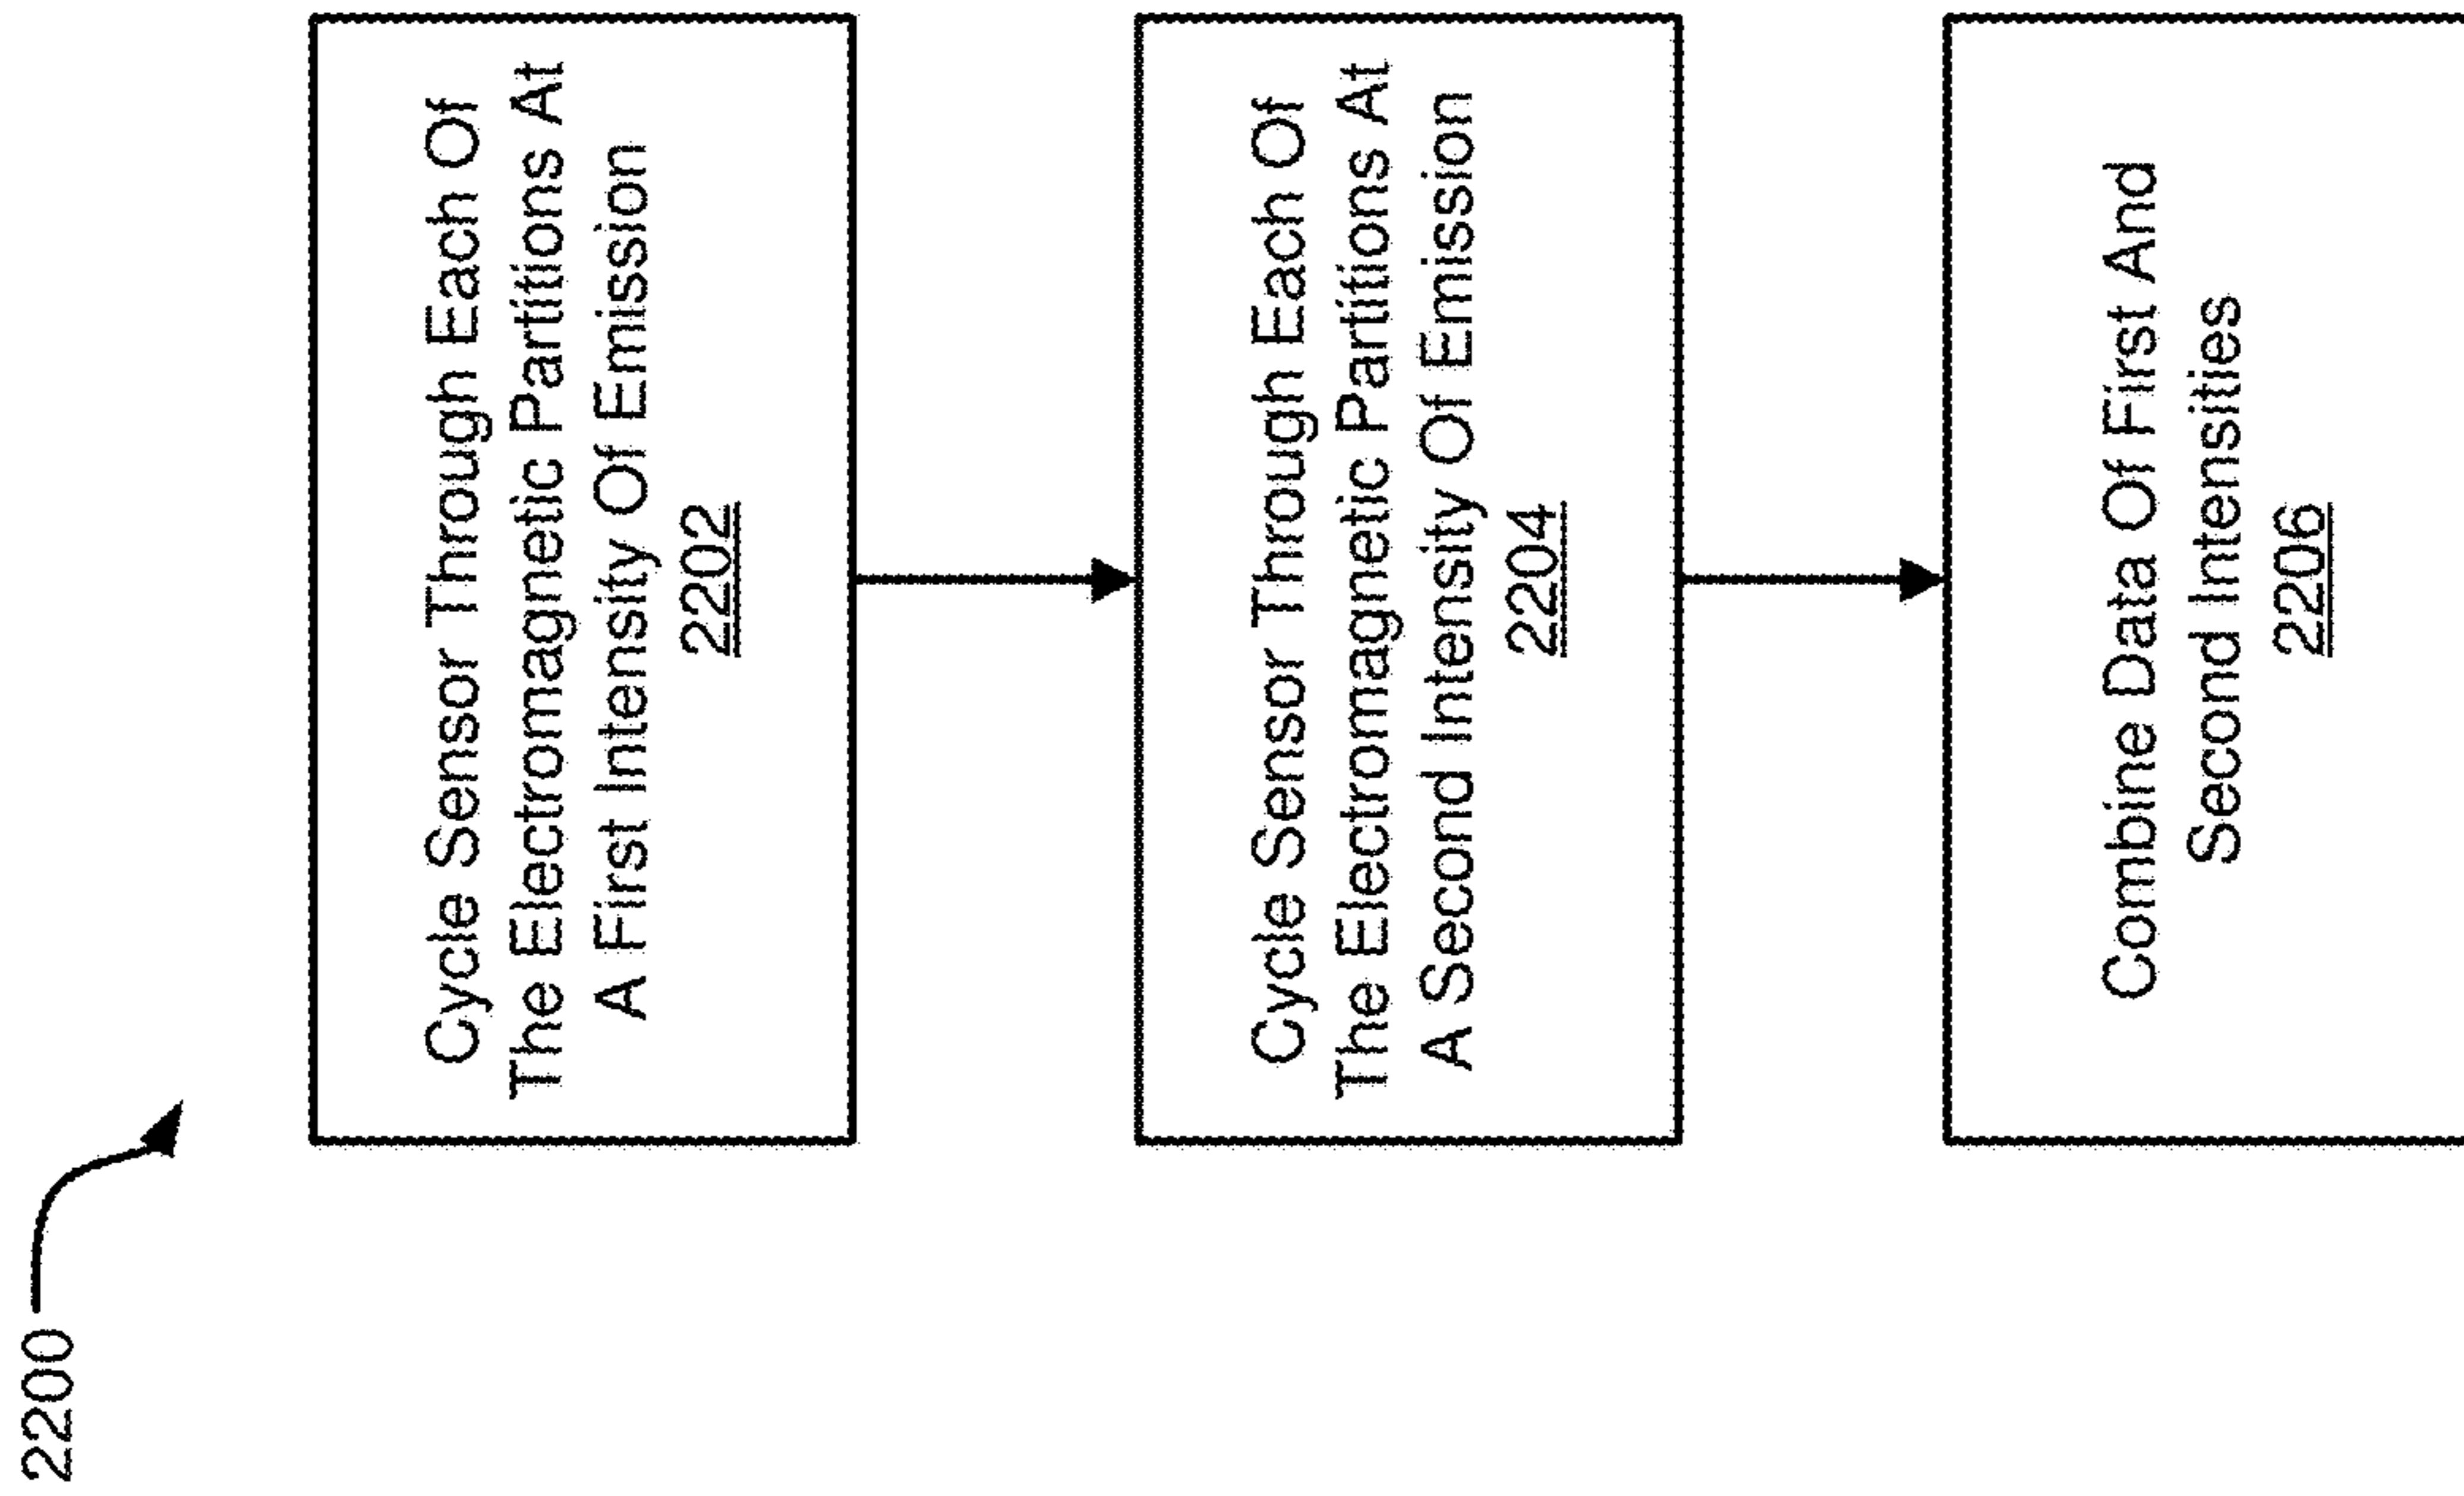 2200
Cycle Sensor Through Each Of
The Electromagnetic Partitions At
A First Intensity Of Emission
2202
Cycle Sensor Through Each Of
The Electromagnetic Partitions At
A Second Intensity Of Emission
2204
Combine Data Of First And
Second Intensities
2206